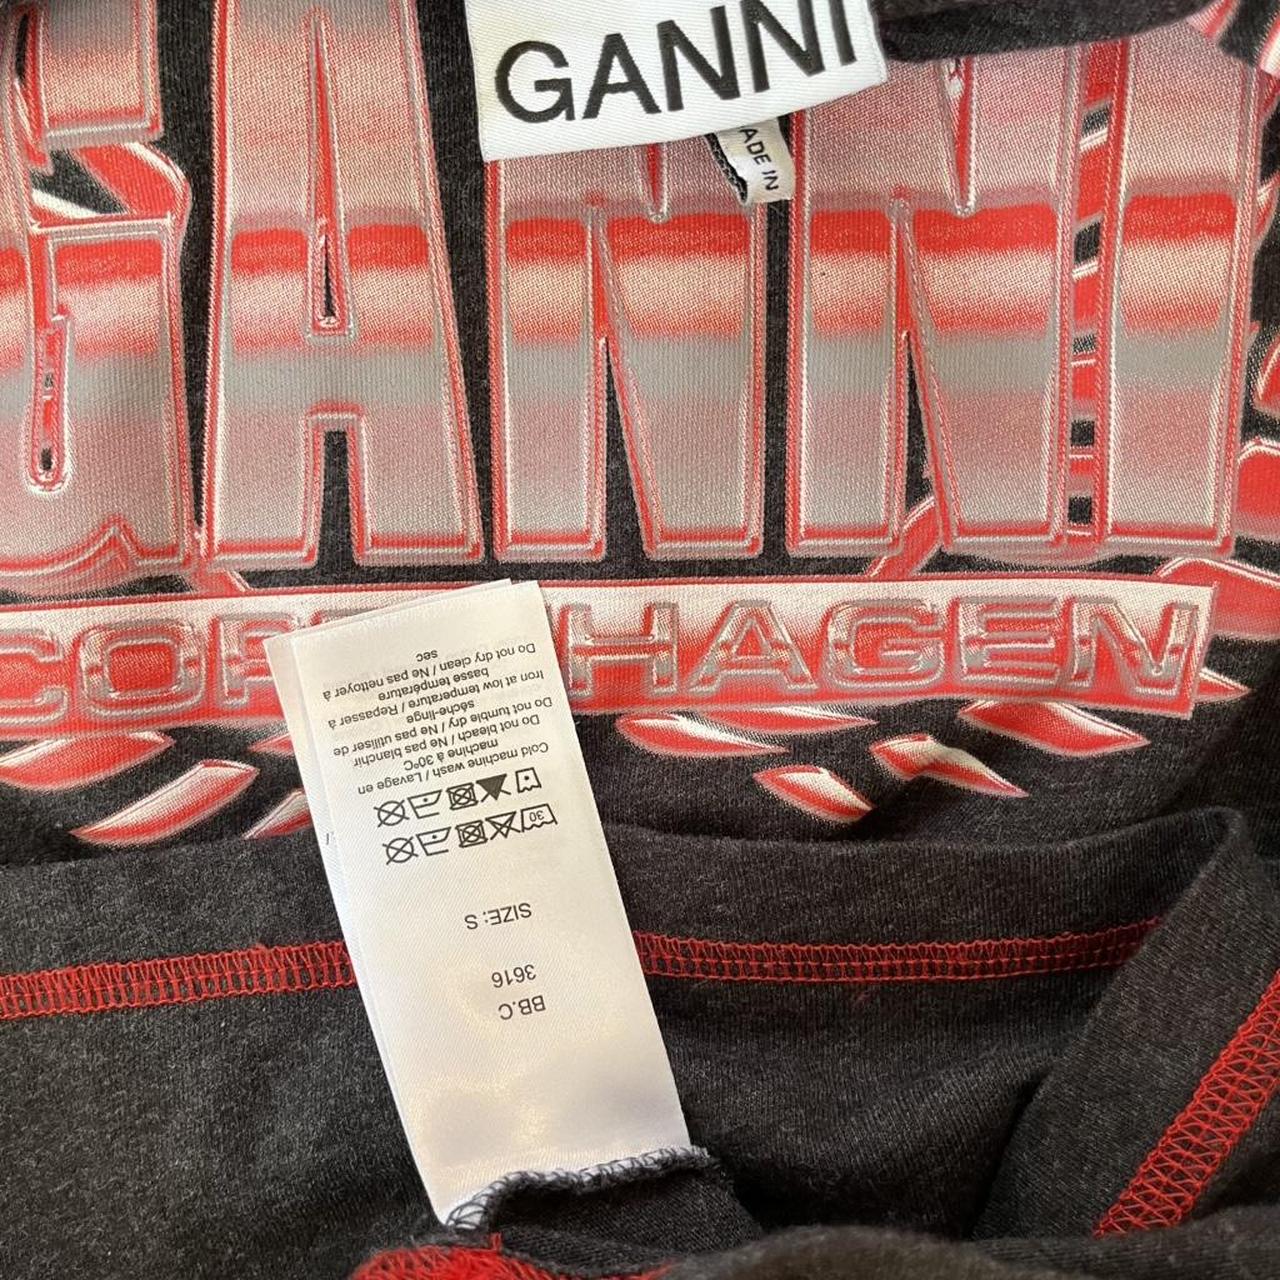 GANNI
MADE IN
GANNI
COPENHAGEN
BB.C
3616
SIZE: S
30
Cold machine wash / Lavage en
machine à 30°C
Do not bleach / Ne pas blanchir
Do not tumble dry / Ne pas utiliser de
sèche-linge
Iron at low temperature / Repasser à
basse température
Do not dry clean / Ne pas nettoyer à
sec